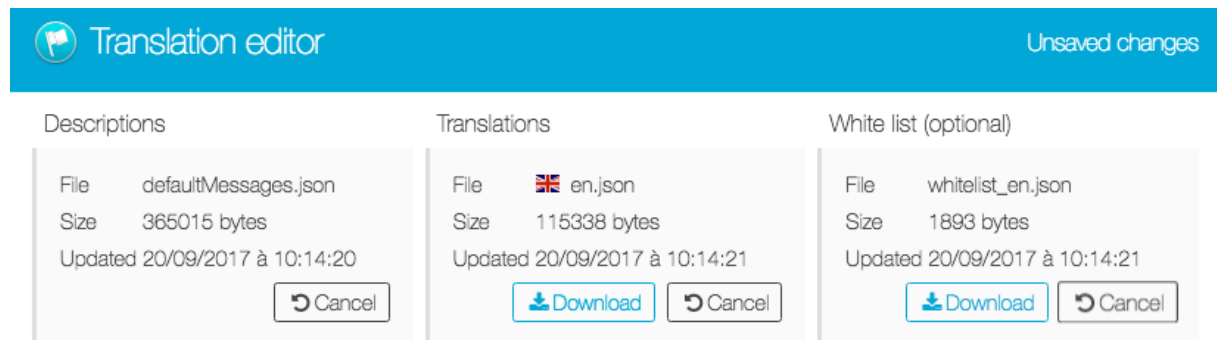 Translation editor
Unsaved changes
Descriptions
File defaultMessages.json
Size 365015 bytes
Updated 20/09/2017 à 10:14:20
Cancel
Translations
File en.json
Size 115338 bytes
Updated 20/09/2017 à 10:14:21
Download Cancel
White list (optional)
File whitelist_en.json
Size 1893 bytes
Updated 20/09/2017 à 10:14:21
Download Cancel